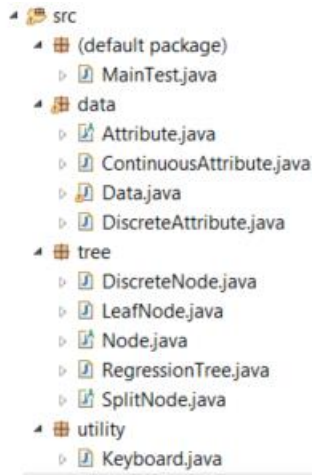 src
(default package)
MainTest.java
data
Attribute.java
ContinuousAttribute.java
Data.java
DiscreteAttribute.java
tree
DiscreteNode.java
LeafNode.java
Node.java
RegressionTree.java
SplitNode.java
utility
Keyboard.java